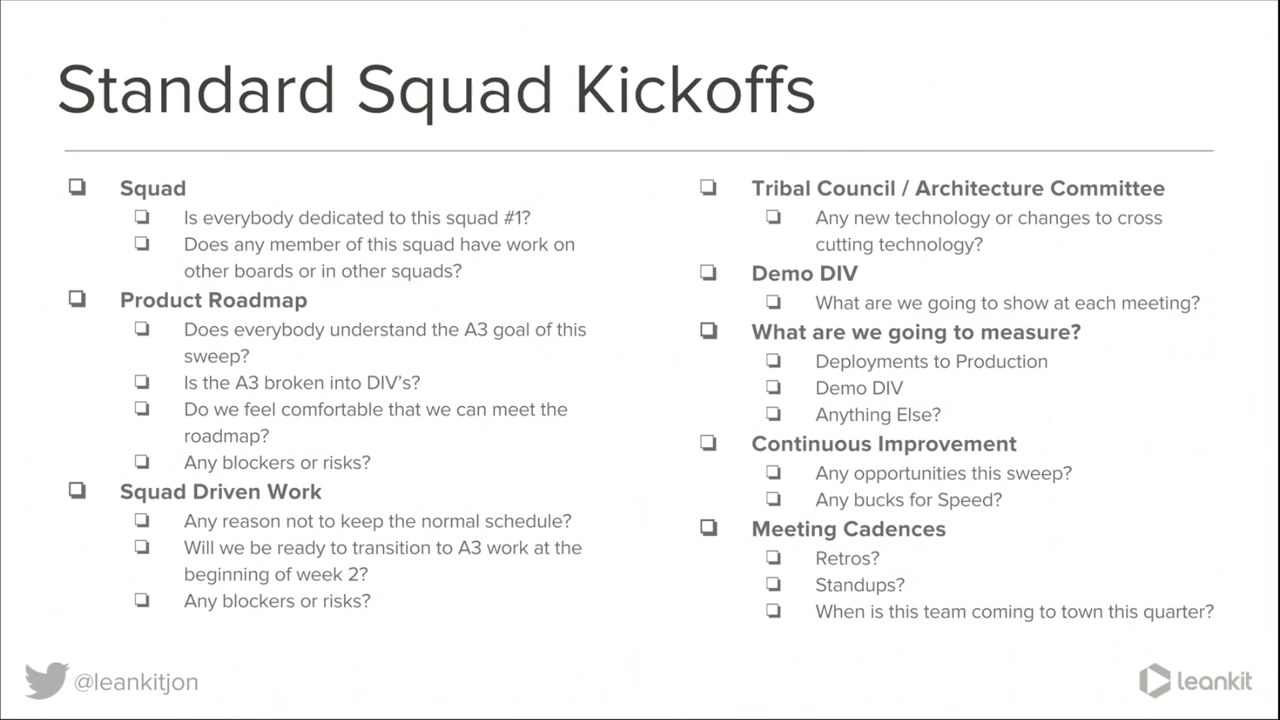 Standard Squad Kickoffs
Squad
Is everybody dedicated to this squad #1?
Does any member of this squad have work on
other boards or in other squads?
Product Roadmap
Does everybody understand the A3 goal of this
sweep?
Is the A3 broken into DIV's?
Do we feel comfortable that we can meet the
roadmap?
Any blockers or risks?
Squad Driven Work
Any reason not to keep the normal schedule?
Will we be ready to transition to A3 work at the
beginning of week 2?
Any blockers or risks?
Tribal Council / Architecture Committee
Any new technology or changes to cross
cutting technology?
Demo DIV
What are we going to show at each meeting?
What are we going to measure?
Deployments to Production
Demo DIV
Anything Else?
Continuous Improvement
Any opportunities this sweep?
Any bucks for Speed?
Meeting Cadences
Retros?
Standups?
When is this team coming to town this quarter?
@leankitjon
leankit